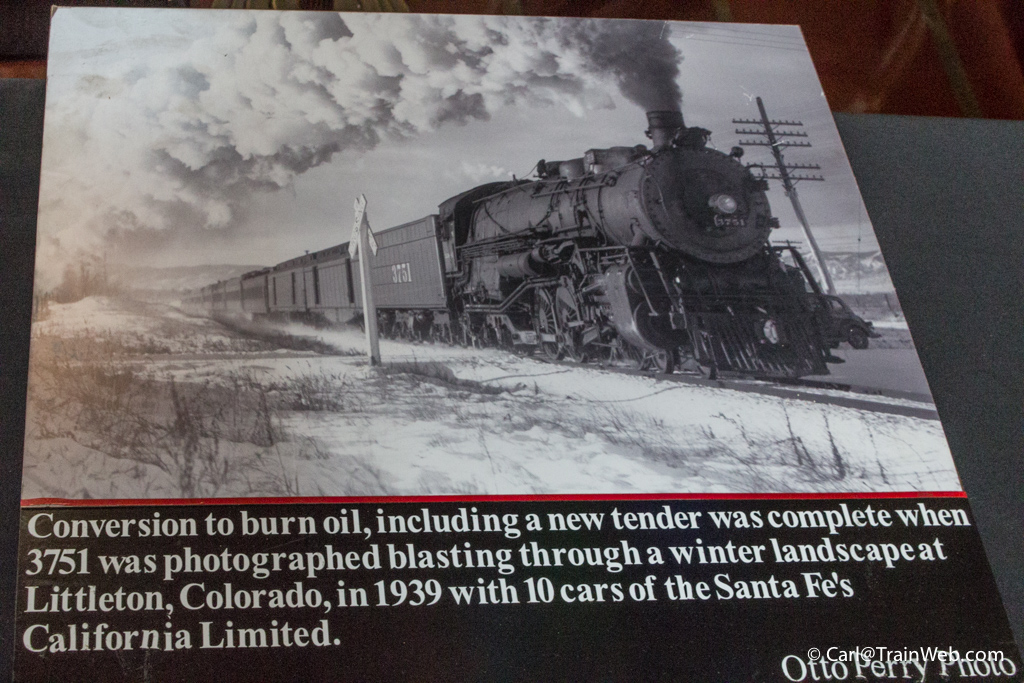 3751
3751
Conversion to burn oil, including a new tender was complete when
3751 was photographed blasting through a winter landscape at
Littleton, Colorado, in 1939 with 10 cars of the Santa Fe's
California Limited.
Otto Perry Photo
© Carl@TrainWeb.com